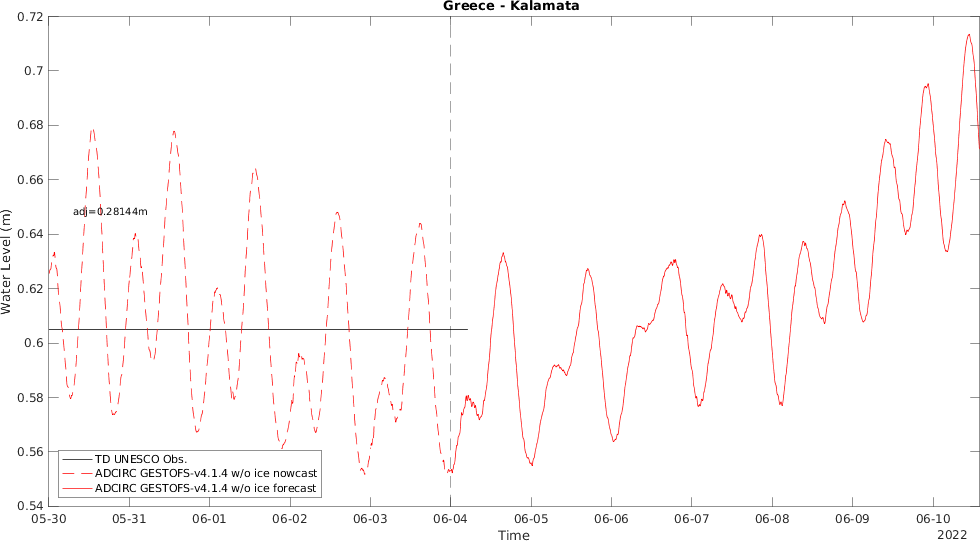 Greece - Kalamata
0.72
0.7
0.68
0.66
0.64
0.62
0.6
0.58
0.56
0.54
Water Level (m)
adj=0.28144m
TD UNESCO Obs.
ADCIRC GESTOFS-v4.1.4 w/o ice nowcast
ADCIRC GESTOFS-v4.1.4 w/o ice forecast
05-30 05-31 06-01 06-02 06-03 06-04 06-05 06-06 06-07 06-08 06-09 06-10
Time
2022